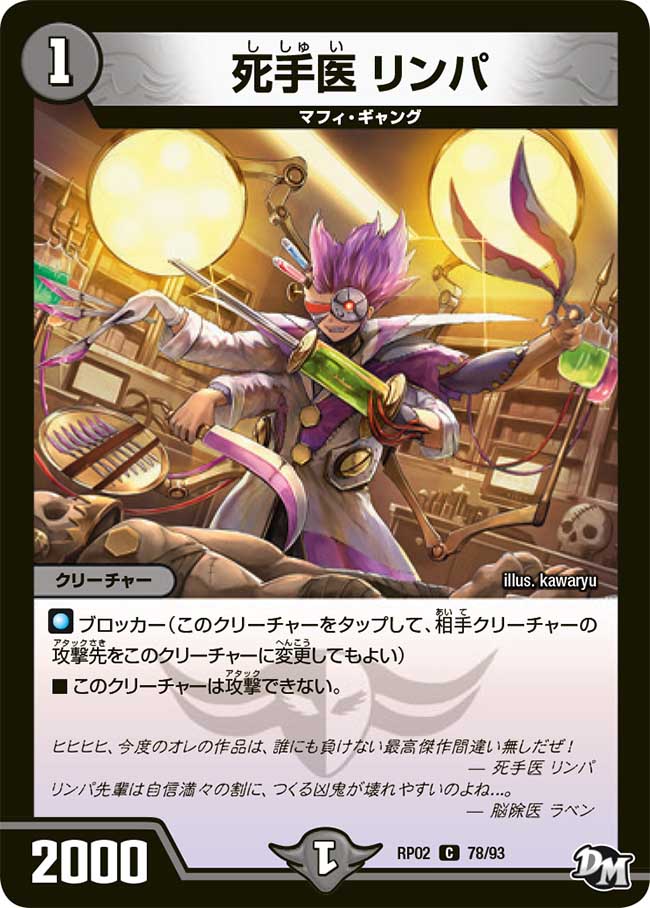 1
ししゅい
死手医 リンパ
マフィ・ギャング
クリーチャー
illus. kawaryu
ブロッカー(このクリーチャーをタップして、相手クリーチャーの
攻撃先をこのクリーチャーに変更してもよい)
■ このクリーチャーは攻撃できない。
ヒヒヒヒ、今度のオレの作品は、誰にも負けない最高傑作間違い無しだぜ!
— 死手医 リンパ
リンパ先輩は自信満々の割に、つくる凶鬼が壊れやすいのよね…。
— 脳除医 ラベン
2000
1
RP02 C 78/93
DM